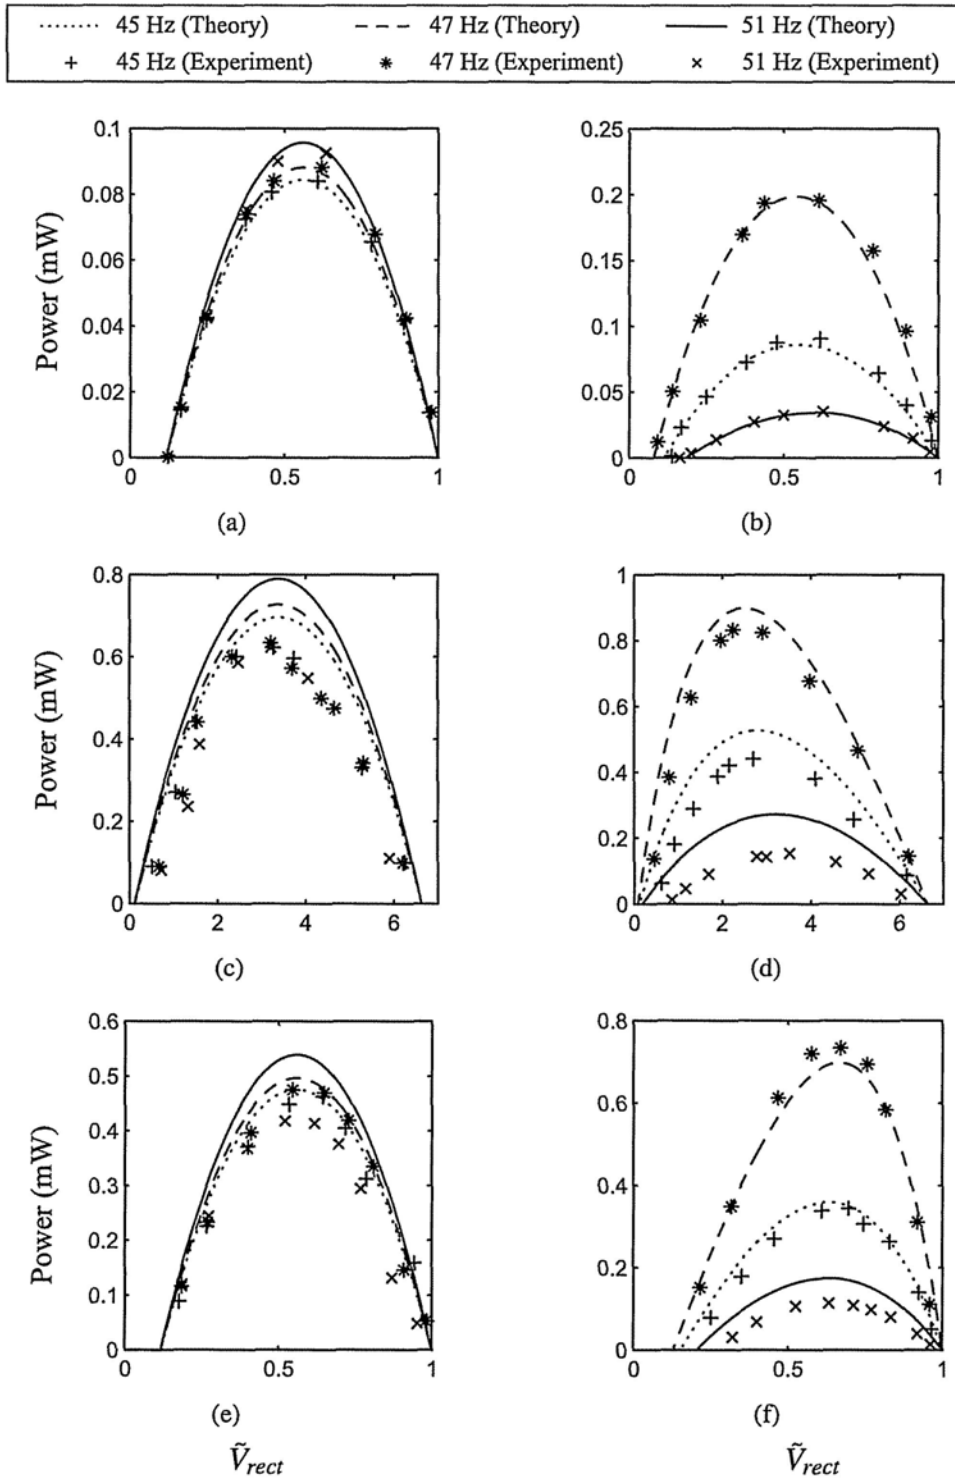 45 Hz (Theory) 47 Hz (Theory) 51 Hz (Theory)
45 Hz (Experiment) 47 Hz (Experiment) 51 Hz (Experiment)
Power (mW)
0.1
0.08
0.06
0.04
0.02
0
0 0.5 1
(a)
0.25
0.2
0.15
0.1
0.05
0
0 0.5 1
(b)
Power (mW)
0.8
0.6
0.4
0.2
0
0 2 4 6
(c)
1
0.8
0.6
0.4
0.2
0
0 2 4 6
(d)
Power (mW)
0.6
0.5
0.4
0.3
0.2
0.1
0
0 0.5 1
(e)
Ṽrect
0.8
0.6
0.4
0.2
0
0 0.5 1
(f)
Ṽrect